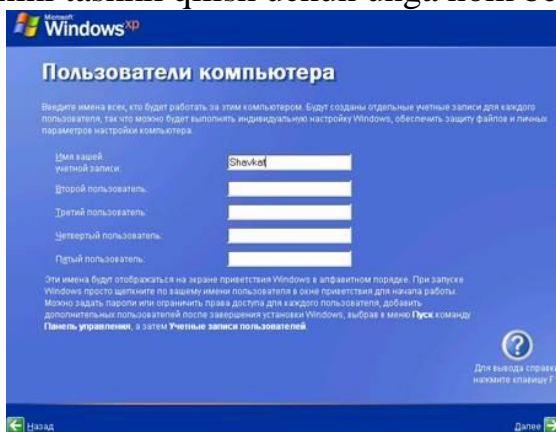 Microsoft
Windows xp
Пользователи компьютера
Введите имена всех, кто будет работать за этим компьютером. Будут созданы отдельные учетные записи для каждого
пользователя, так что можно будет выполнять индивидуальную настройку Windows, обеспечить защиту файлов и личных
параметров настройки компьютера.
Имя вашей
учетной записи:
Shavkat
Второй пользователь:
Третий пользователь:
Четвертый пользователь:
Пятый пользователь:
Эти имена будут отображаться на экране приветствия Windows в алфавитном порядке. При запуске
Windows просто щелкните по вашему имени пользователя в окне приветствия для начала работы.
Можно задать пароли или ограничить права доступа для каждого пользователя, добавить
дополнительных пользователей после завершения установки Windows, выбрав в меню Пуск команду
Панель управления, а затем Учетные записи пользователей.
Для вывода справки
нажмите клавишу F
Назад
Далее